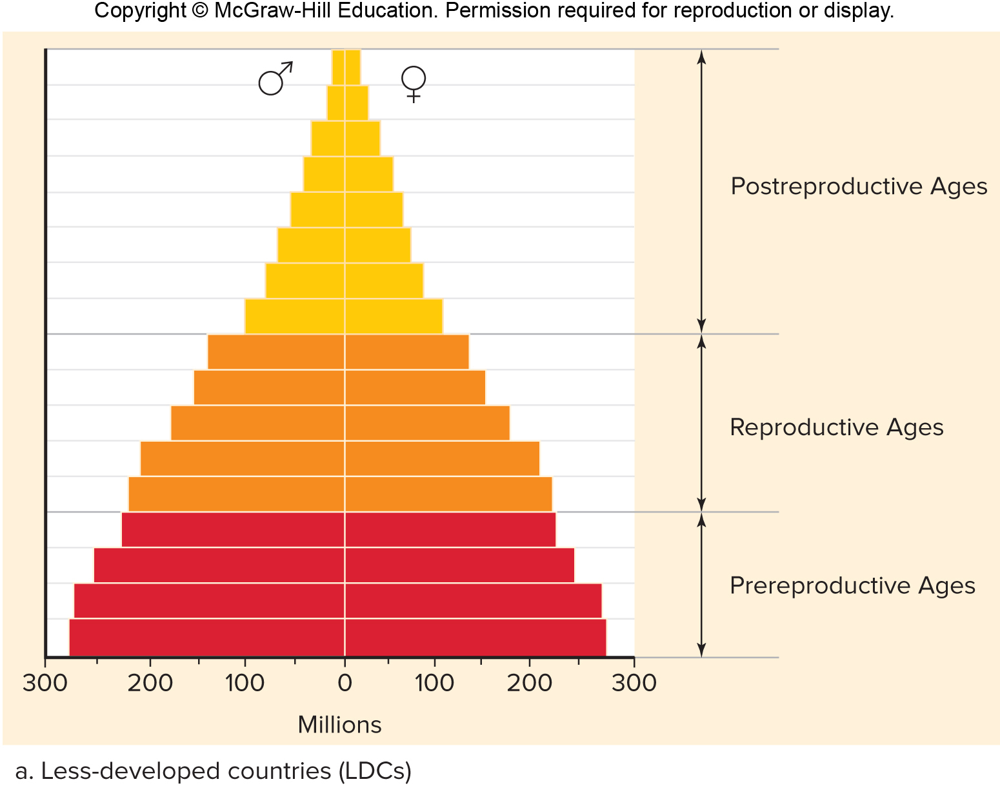 Copyright © McGraw-Hill Education. Permission required for reproduction or display.
♂ ♀
Postreproductive Ages
Reproductive Ages
Prereproductive Ages
300 200 100 0 100 200 300
Millions
a. Less-developed countries (LDCs)